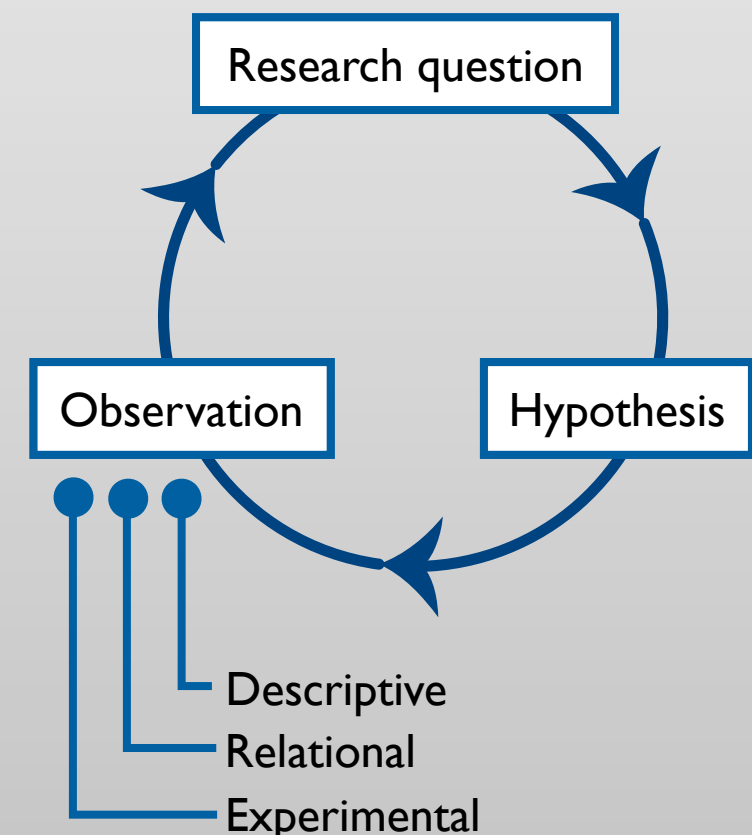 Research question
Observation
Hypothesis
Descriptive
Relational
Experimental